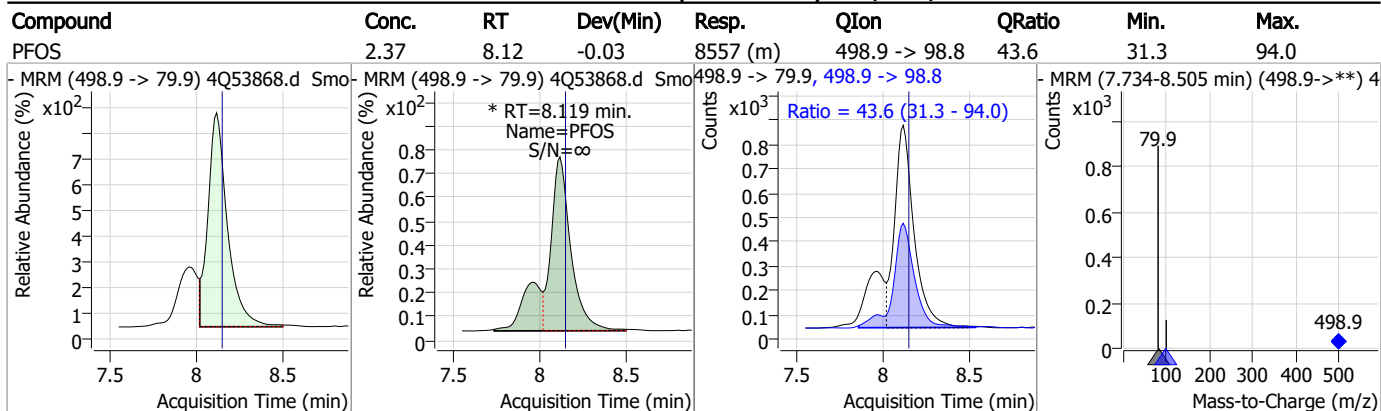 Compound Conc. RT Dev(Min) Resp. QIon QRatio Min. Max.
PFOS 2.37 8.12 -0.03 8557 (m) 498.9 -> 98.8 43.6 31.3 94.0
- MRM (498.9 -> 79.9) 4Q53868.d Smo
x10²
Relative Abundance (%)
7
6
5
4
3
2
1
0
7.5 8 8.5
Acquisition Time (min)
- MRM (498.9 -> 79.9) 4Q53868.d Smo
x10²
* RT=8.119 min.
Name=PFOS
S/N=∞
Relative Abundance (%)
0.8
0.7
0.6
0.5
0.4
0.3
0.2
0.1
0
7.5 8 8.5
Acquisition Time (min)
498.9 -> 79.9, 498.9 -> 98.8
x10³
Ratio = 43.6 (31.3 - 94.0)
Counts
0.8
0.7
0.6
0.5
0.4
0.3
0.2
0.1
0
7.5 8 8.5
Acquisition Time (min)
- MRM (7.734-8.505 min) (498.9->**) 4
x10³
Counts
79.9
0.8
0.6
0.4
0.2
498.9
0
100 200 300 400 500
Mass-to-Charge (m/z)